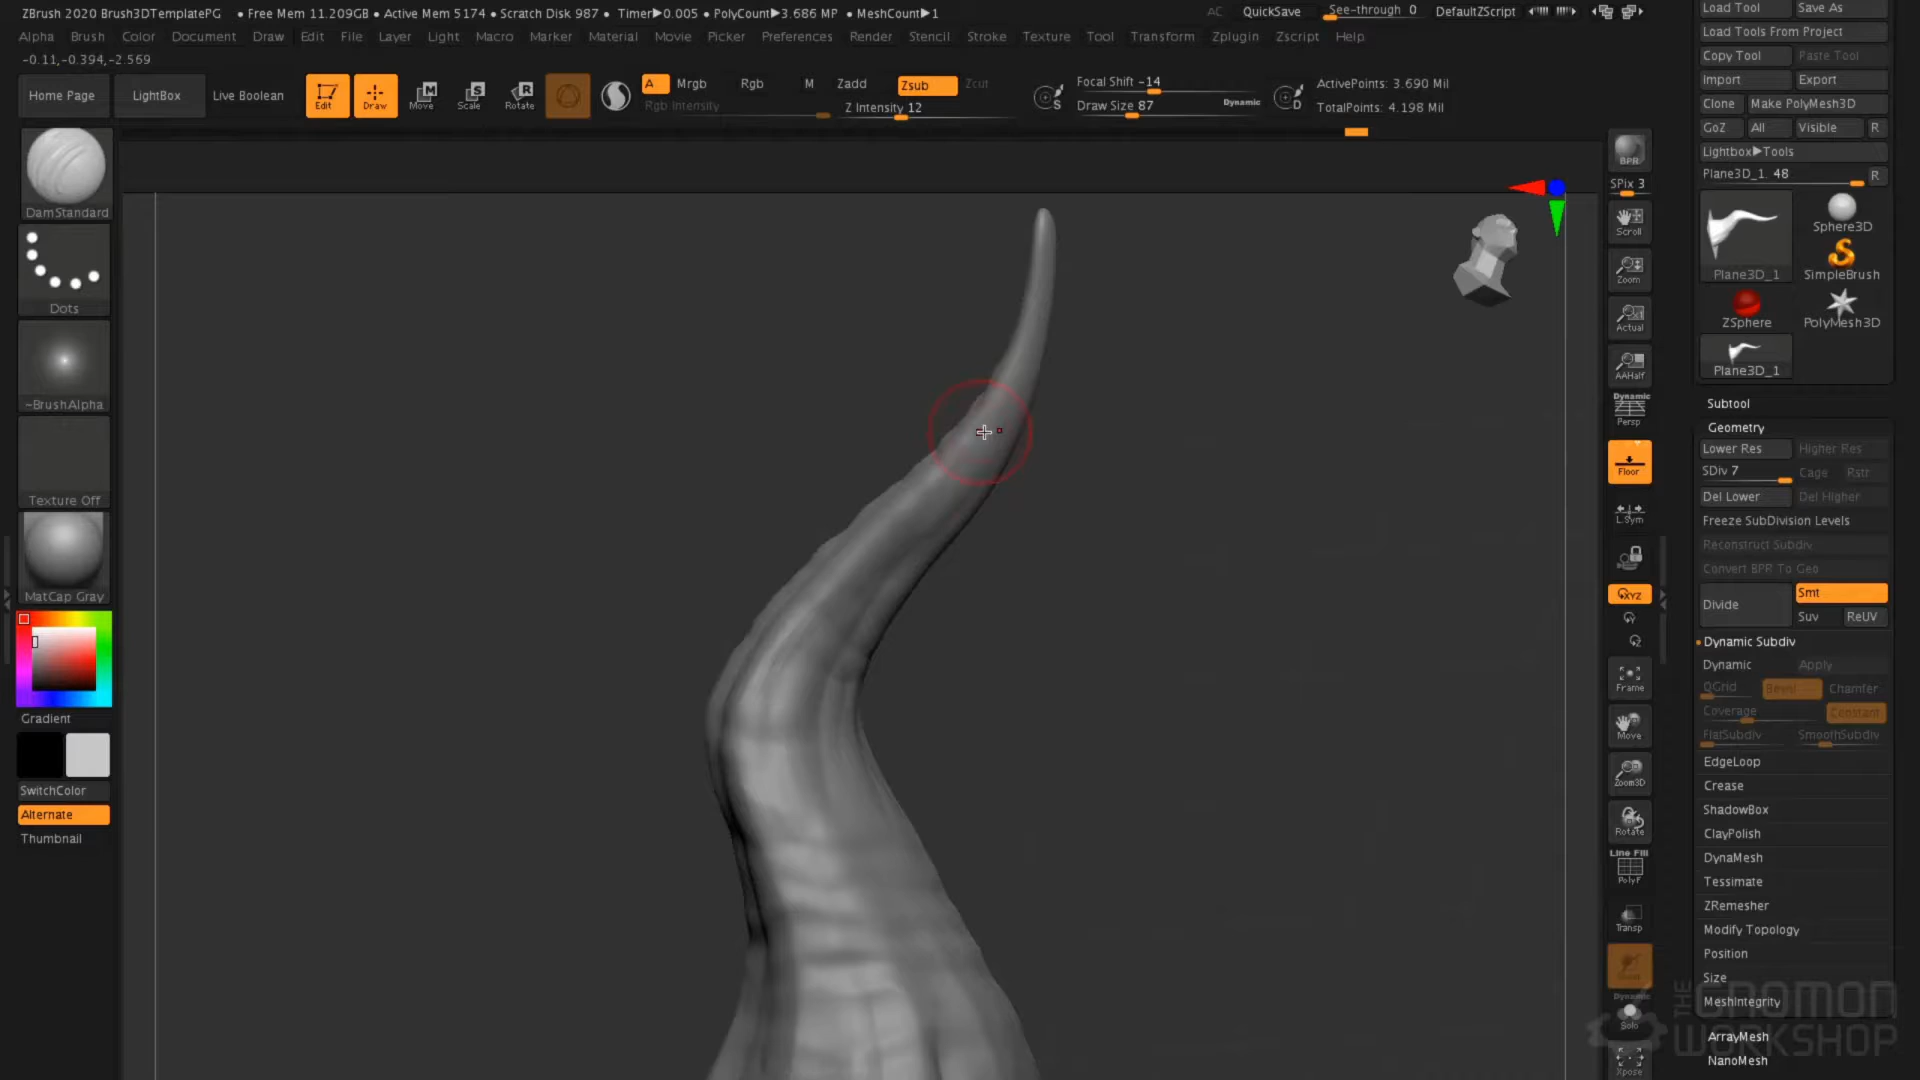 ZBrush 2020 Brush3DTemplatePG • Free Mem 11.209GB • Active Mem 5174 • Scratch Disk 987 • Timer▶0.005 • PolyCount▶3.686 MP • MeshCount▶1
AC QuickSave See-through 0 DefaultZScript
Alpha Brush Color Document Draw Edit File Layer Light Macro Marker Material Movie Picker Preferences Render Stencil Stroke Texture Tool Transform Zplugin Zscript Help
-0.11,-0.394,-2.569
Home Page LightBox Live Boolean
Edit Draw Move Scale Rotate
A Mrgb Rgb M Zadd Zsub Zcut
Rgb Intensity Z Intensity 12
S Focal Shift -14
Draw Size 87 Dynamic
D ActivePoints: 3.690 Mil
TotalPoints: 4.198 Mil
DamStandard
Dots
~BrushAlpha
Texture Off
MatCap Gray
Gradient
SwitchColor
Alternate
Thumbnail
BPR
SPix 3
Scroll
Zoom
Actual
AAHalf
Dynamic
Persp
Floor
L.Sym
XYZ
Frame
Move
Zoom3D
Rotate
Line Fill
PolyF
Transp
Dynamic
Solo
Xpose
Load Tool Save As
Load Tools From Project
Copy Tool Paste Tool
Import Export
Clone Make PolyMesh3D
GoZ All Visible R
Lightbox▶Tools
Plane3D_1. 48 R
Plane3D_1 Sphere3D
SimpleBrush
ZSphere PolyMesh3D
Plane3D_1
Subtool
Geometry
Lower Res Higher Res
SDiv 7 Cage Rstr
Del Lower Del Higher
Freeze SubDivision Levels
Reconstruct Subdiv
Convert BPR To Geo
Divide Smt
Suv ReUV
Dynamic Subdiv
Dynamic Apply
QGrid Bevel Chamfer
Coverage Constant
FlatSubdiv SmoothSubdiv
EdgeLoop
Crease
ShadowBox
ClayPolish
DynaMesh
Tessimate
ZRemesher
Modify Topology
Position
Size
MeshIntegrity
ArrayMesh
NanoMesh
THE GNOMON WORKSHOP